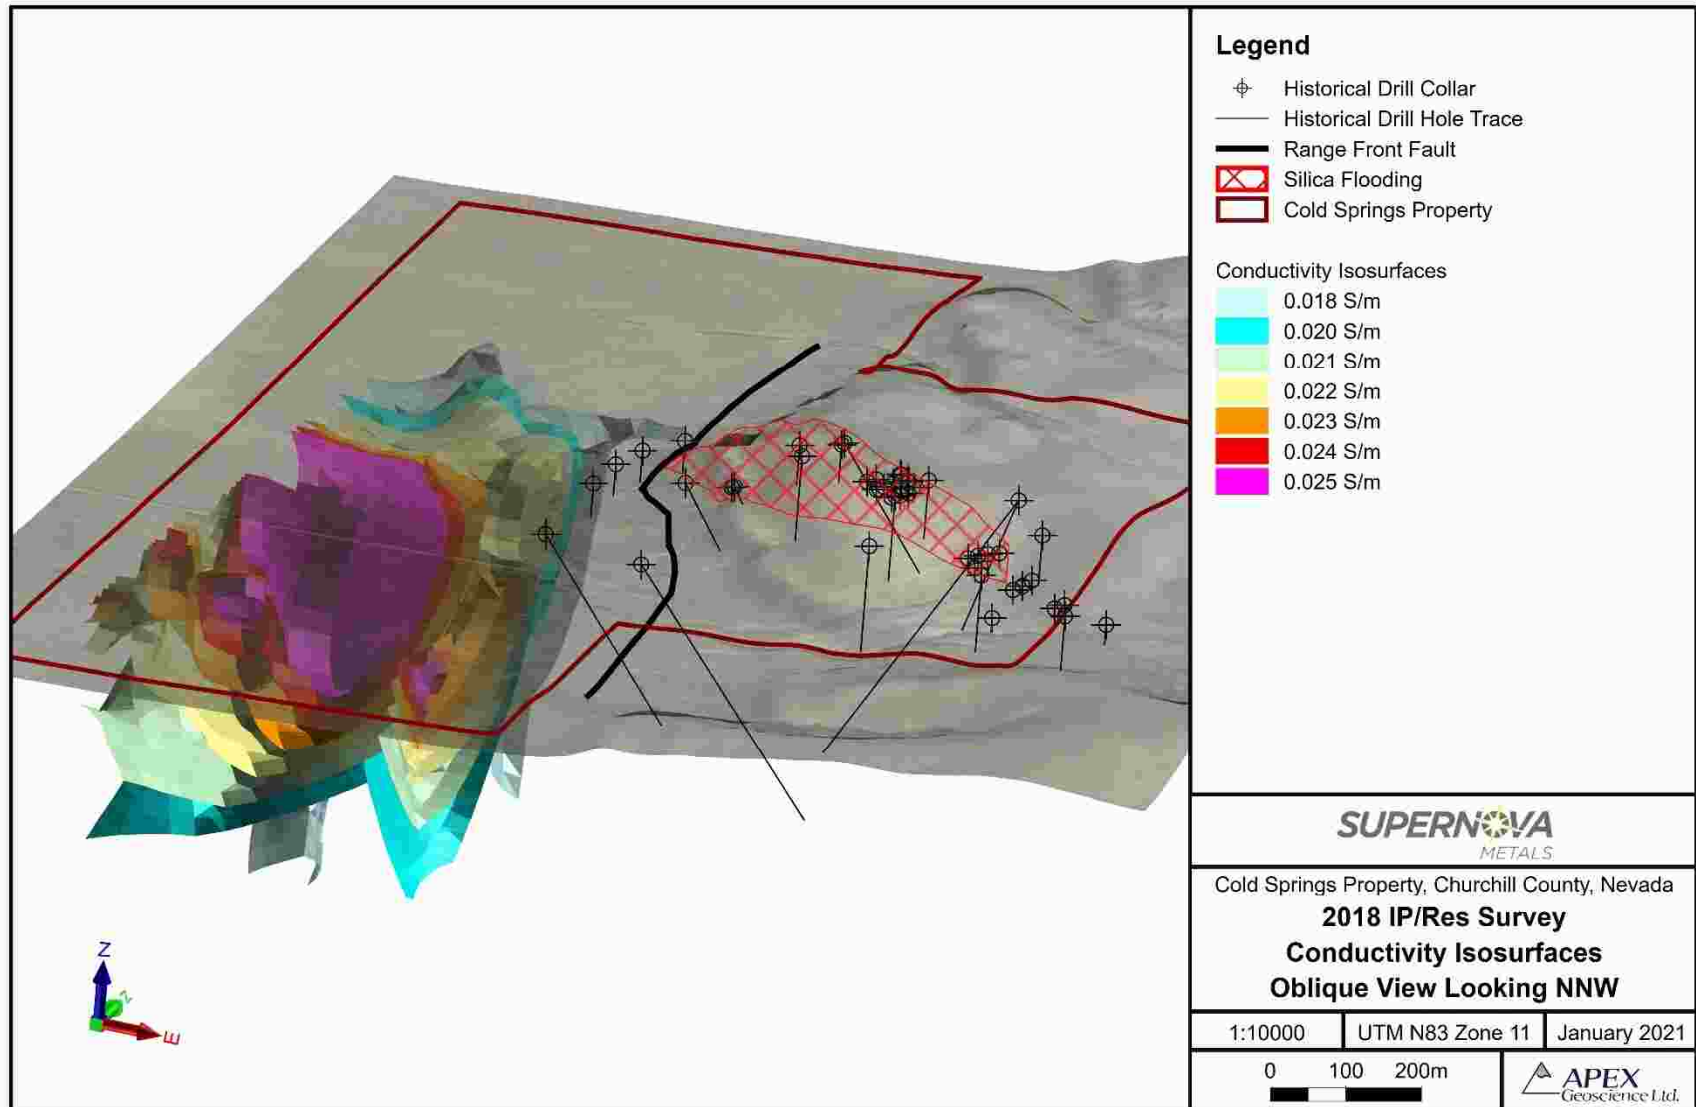 Legend
Historical Drill Collar
Historical Drill Hole Trace
Range Front Fault
Silica Flooding
Cold Springs Property
Conductivity Isosurfaces
0.018 S/m
0.020 S/m
0.021 S/m
0.022 S/m
0.023 S/m
0.024 S/m
0.025 S/m
SUPERNOVA
METALS
Cold Springs Property, Churchill County, Nevada
2018 IP/Res Survey
Conductivity Isosurfaces
Oblique View Looking NNW
1:10000 UTM N83 Zone 11 January 2021
0 100 200m
APEX
Geoscience Ltd.
Z
N
E